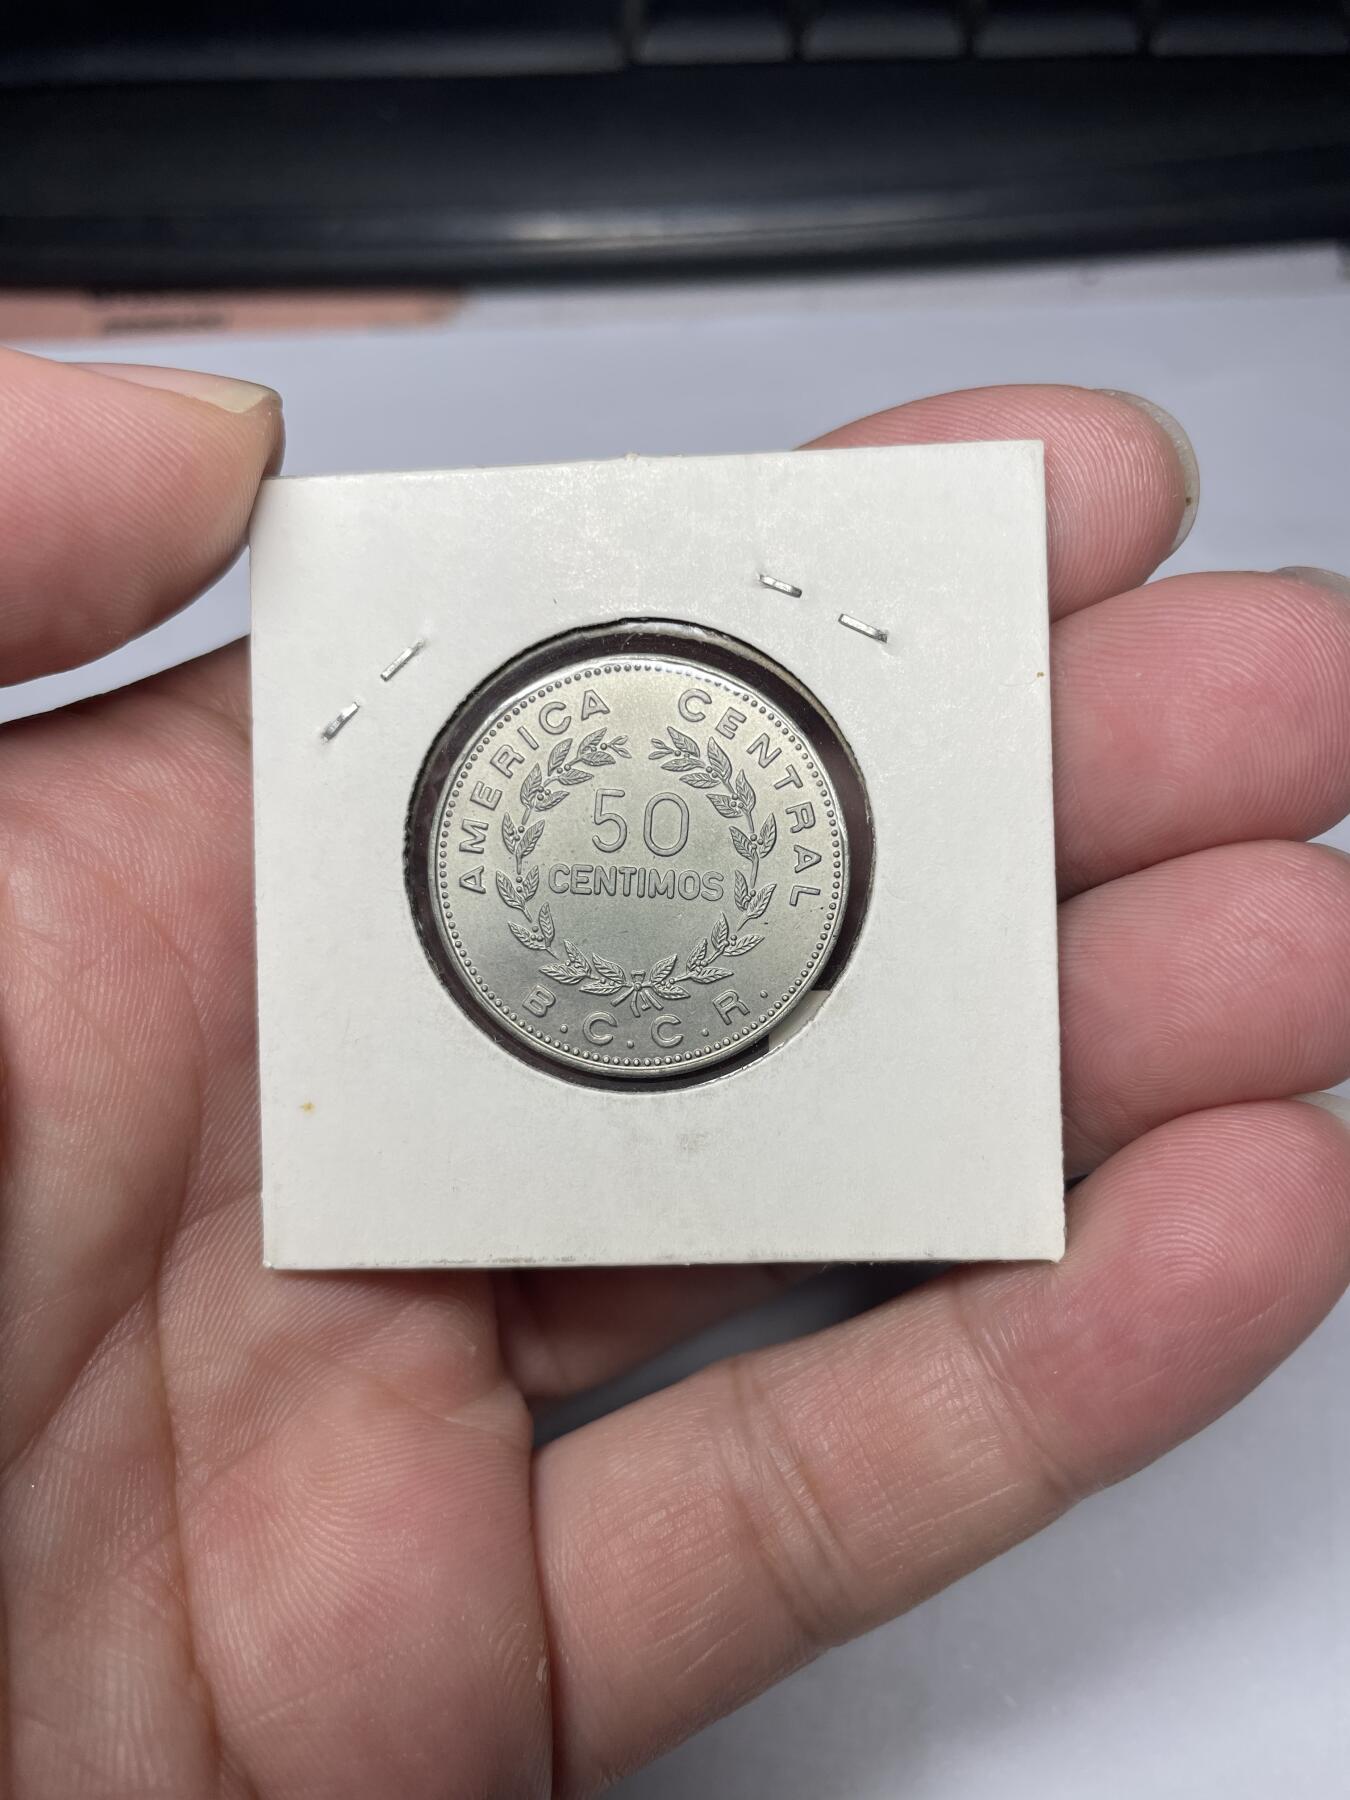 AMERICA CENTRAL
50
CENTIMOS
B.C.C.R.